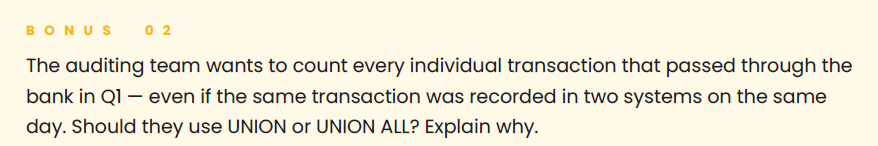 BONUS 02
The auditing team wants to count every individual transaction that passed through the
bank in Q1 — even if the same transaction was recorded in two systems on the same
day. Should they use UNION or UNION ALL? Explain why.